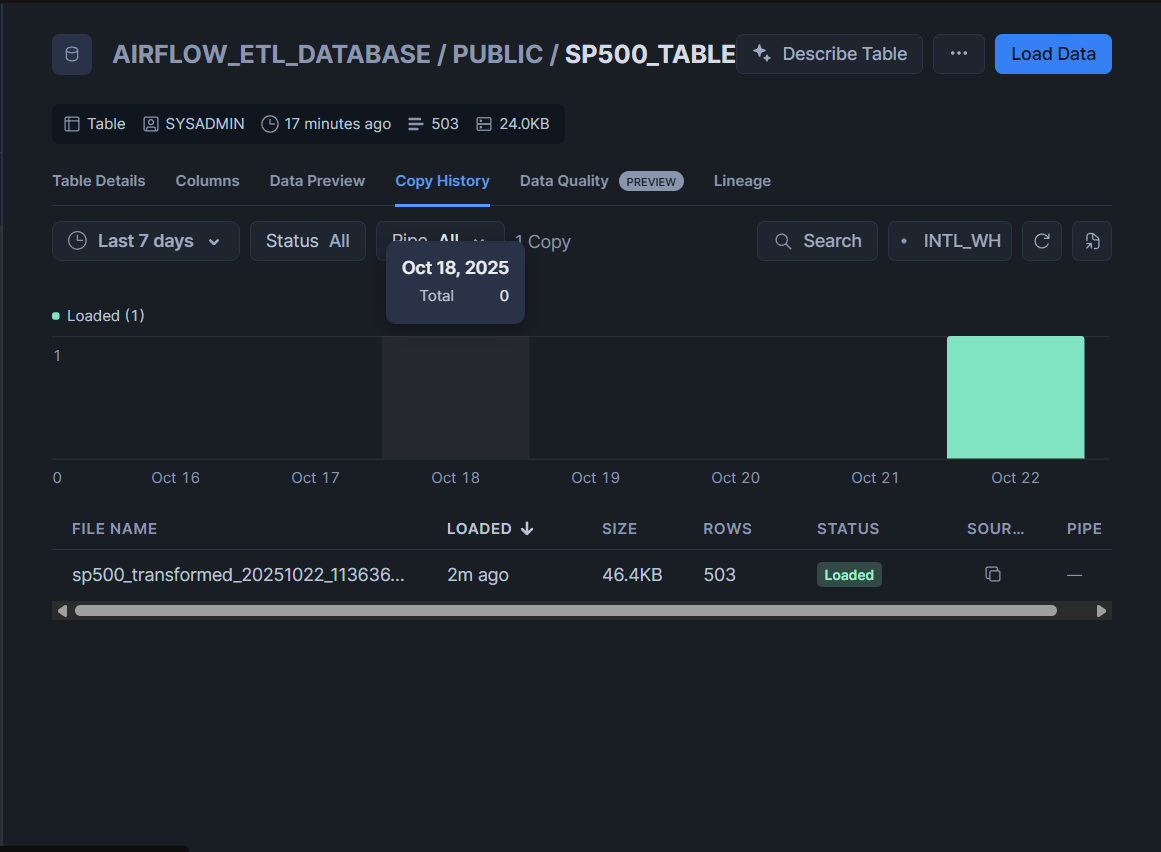 AIRFLOW_ETL_DATABASE / PUBLIC / SP500_TABLE Describe Table ... Load Data
Table SYSADMIN 17 minutes ago 503 24.0KB
Table Details Columns Data Preview Copy History Data Quality PREVIEW Lineage
Last 7 days Status All Pipe All 1 Copy Search INTL_WH
Oct 18, 2025
Total 0
Loaded (1)
1
0 Oct 16 Oct 17 Oct 18 Oct 19 Oct 20 Oct 21 Oct 22
FILE NAME LOADED SIZE ROWS STATUS SOUR... PIPE
sp500_transformed_20251022_113636... 2m ago 46.4KB 503 Loaded —